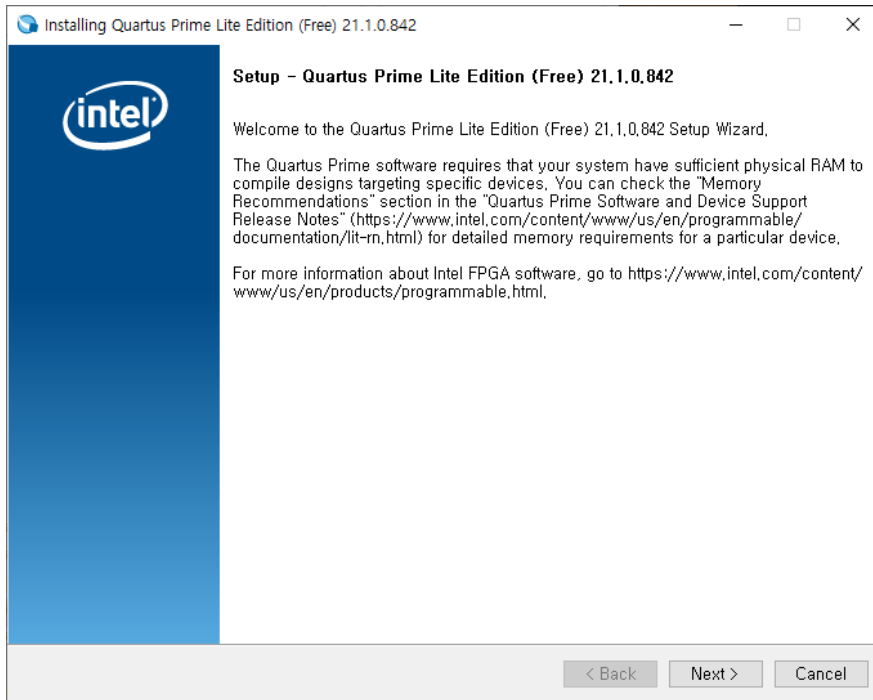 Installing Quartus Prime Lite Edition (Free) 21.1.0.842
intel
Setup - Quartus Prime Lite Edition (Free) 21.1.0.842
Welcome to the Quartus Prime Lite Edition (Free) 21.1.0.842 Setup Wizard.
The Quartus Prime software requires that your system have sufficient physical RAM to
compile designs targeting specific devices. You can check the "Memory
Recommendations" section in the "Quartus Prime Software and Device Support
Release Notes" (https://www.intel.com/content/www/us/en/programmable/
documentation/lit-rn.html) for detailed memory requirements for a particular device.
For more information about Intel FPGA software, go to https://www.intel.com/content/
www/us/en/products/programmable.html.
< Back
Next >
Cancel